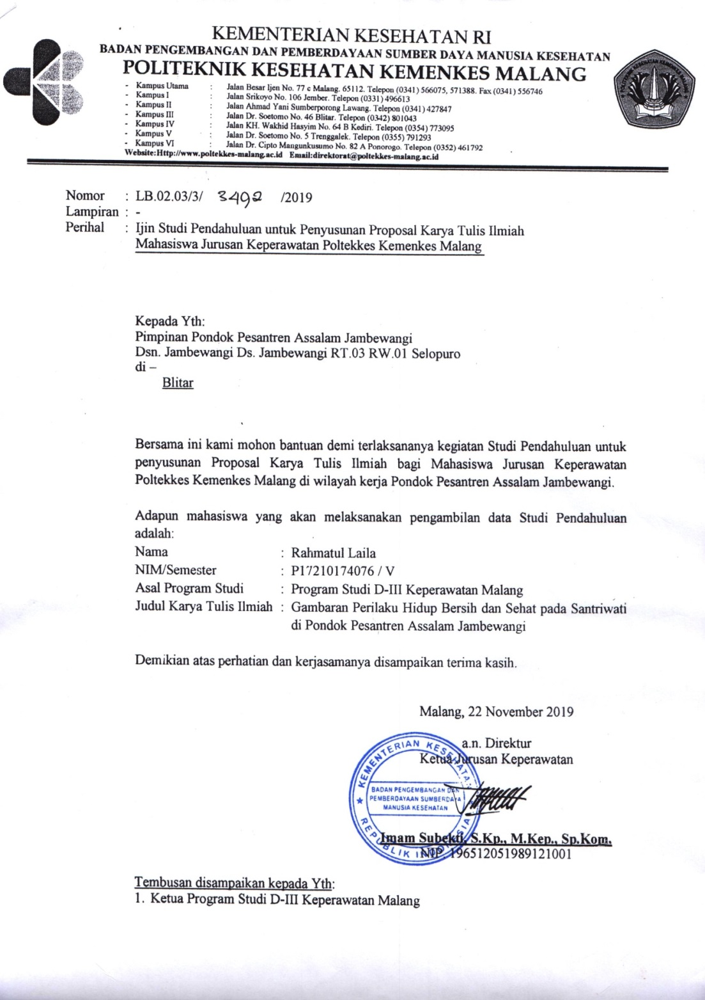 KEMENTERIAN KESEHATAN RI
BADAN PENGEMBANGAN DAN PEMBERDAYAAN SUMBER DAYA MANUSIA KESEHATAN
POLITEKNIK KESEHATAN KEMENKES MALANG
- Kampus Utama : Jalan Besar Ijen No. 77 c Malang. 65112. Telepon (0341) 566075, 571388. Fax (0341) 556746
- Kampus I : Jalan Srikoyo No. 106 Jember. Telepon (0331) 496613
- Kampus II : Jalan Ahmad Yani Sumberporong Lawang. Telepon (0341) 427847
- Kampus III : Jalan Dr. Soetomo No. 46 Blitar. Telepon (0342) 801043
- Kampus IV : Jalan KH. Wakhid Hasyim No. 64 B Kediri. Telepon (0354) 773095
- Kampus V : Jalan Dr. Soetomo No. 5 Trenggalek. Telepon (0355) 791293
- Kampus VI : Jalan Dr. Cipto Mangunkusumo No. 82 A Ponorogo. Telepon (0352) 461792
Website:Http://www.poltekkes-malang.ac.id Email:direktorat@poltekkes-malang.ac.id
Nomor : LB.02.03/3/ 3492 /2019
Lampiran : -
Perihal : Ijin Studi Pendahuluan untuk Penyusunan Proposal Karya Tulis Ilmiah
Mahasiswa Jurusan Keperawatan Poltekkes Kemenkes Malang
Kepada Yth:
Pimpinan Pondok Pesantren Assalam Jambewangi
Dsn. Jambewangi Ds. Jambewangi RT.03 RW.01 Selopuro
di –
Blitar
Bersama ini kami mohon bantuan demi terlaksananya kegiatan Studi Pendahuluan untuk
penyusunan Proposal Karya Tulis Ilmiah bagi Mahasiswa Jurusan Keperawatan
Poltekkes Kemenkes Malang di wilayah kerja Pondok Pesantren Assalam Jambewangi.
Adapun mahasiswa yang akan melaksanakan pengambilan data Studi Pendahuluan
adalah:
Nama : Rahmatul Laila
NIM/Semester : P17210174076 / V
Asal Program Studi : Program Studi D-III Keperawatan Malang
Judul Karya Tulis Ilmiah : Gambaran Perilaku Hidup Bersih dan Sehat pada Santriwati
di Pondok Pesantren Assalam Jambewangi
Demikian atas perhatian dan kerjasamanya disampaikan terima kasih.
Malang, 22 November 2019
a.n. Direktur
Ketua Jurusan Keperawatan
KEMENTERIAN KESEHATAN
BADAN PENGEMBANGAN DAN
PEMBERDAYAAN SUMBERDAYA
MANUSIA KESEHATAN
REPUBLIK INDONESIA
Imam Subekti, S.Kp., M.Kep., Sp.Kom.
NIP. 196512051989121001
Tembusan disampaikan kepada Yth:
1. Ketua Program Studi D-III Keperawatan Malang